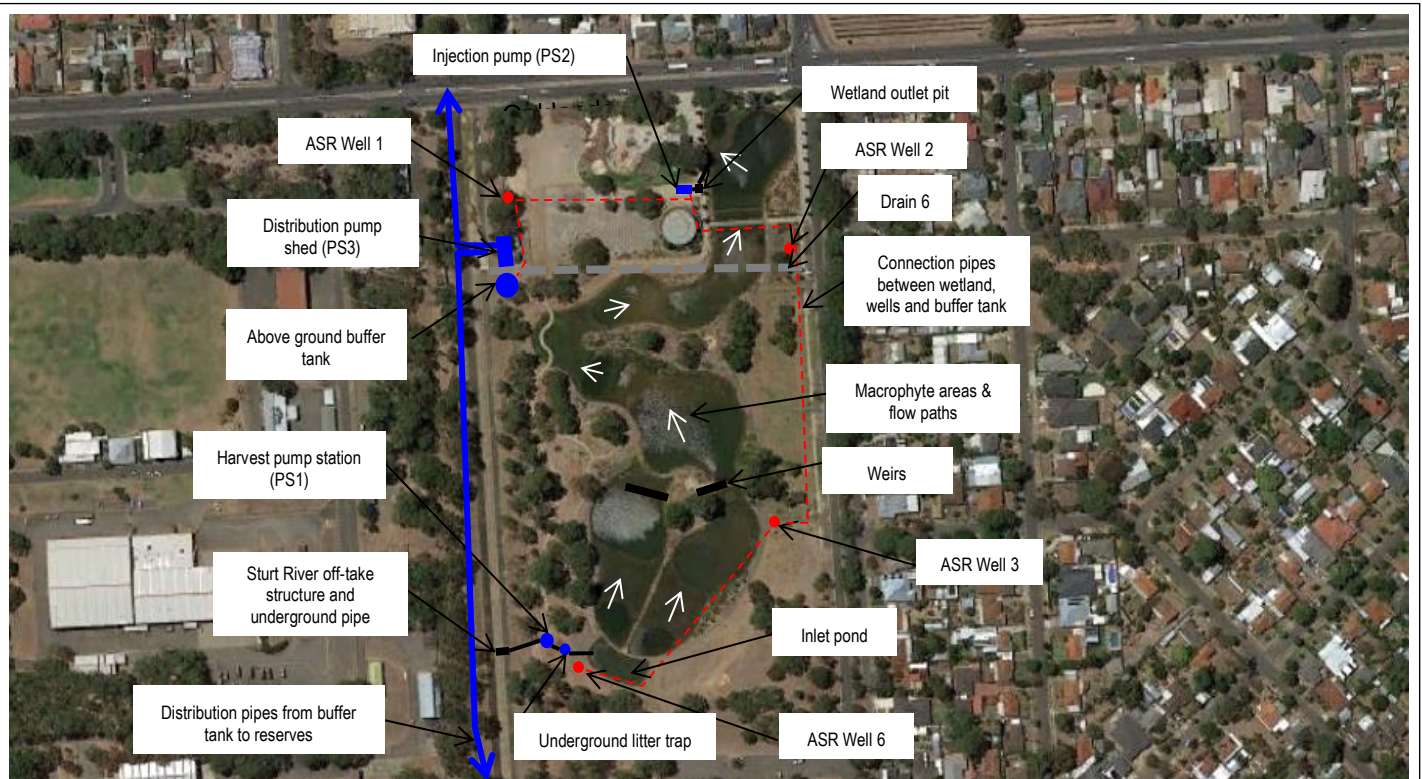 Injection pump (PS2)
Wetland outlet pit
ASR Well 1
ASR Well 2
Drain 6
Distribution pump
shed (PS3)
Connection pipes
between wetland,
wells and buffer tank
Above ground buffer
tank
Macrophyte areas &
flow paths
Harvest pump station
(PS1)
Weirs
Sturt River off-take
structure and
underground pipe
ASR Well 3
Inlet pond
Distribution pipes from buffer
tank to reserves
Underground litter trap
ASR Well 6